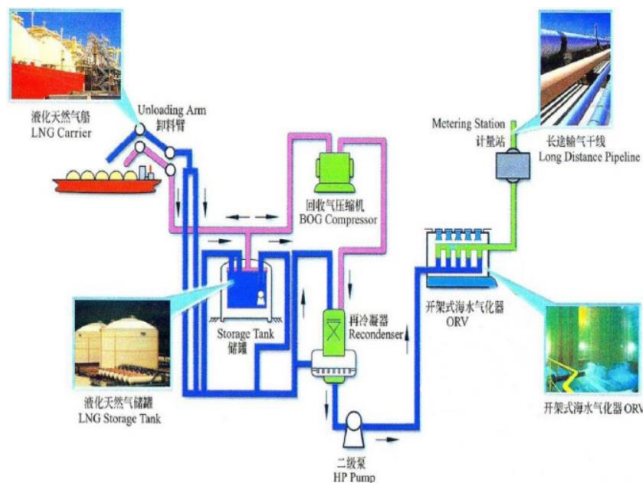 液化天然气船
LNG Carrier
Unloading Arm
卸料臂
Metering Station
计量站
长途输气干线
Long Distance Pipeline
回收气压缩机
BOG Compressor
Storage Tank
储罐
再冷凝器
Recondenser
开架式海水气化器
ORV
液化天然气储罐
LNG Storage Tank
二级泵
HP Pump
开架式海水气化器 ORV